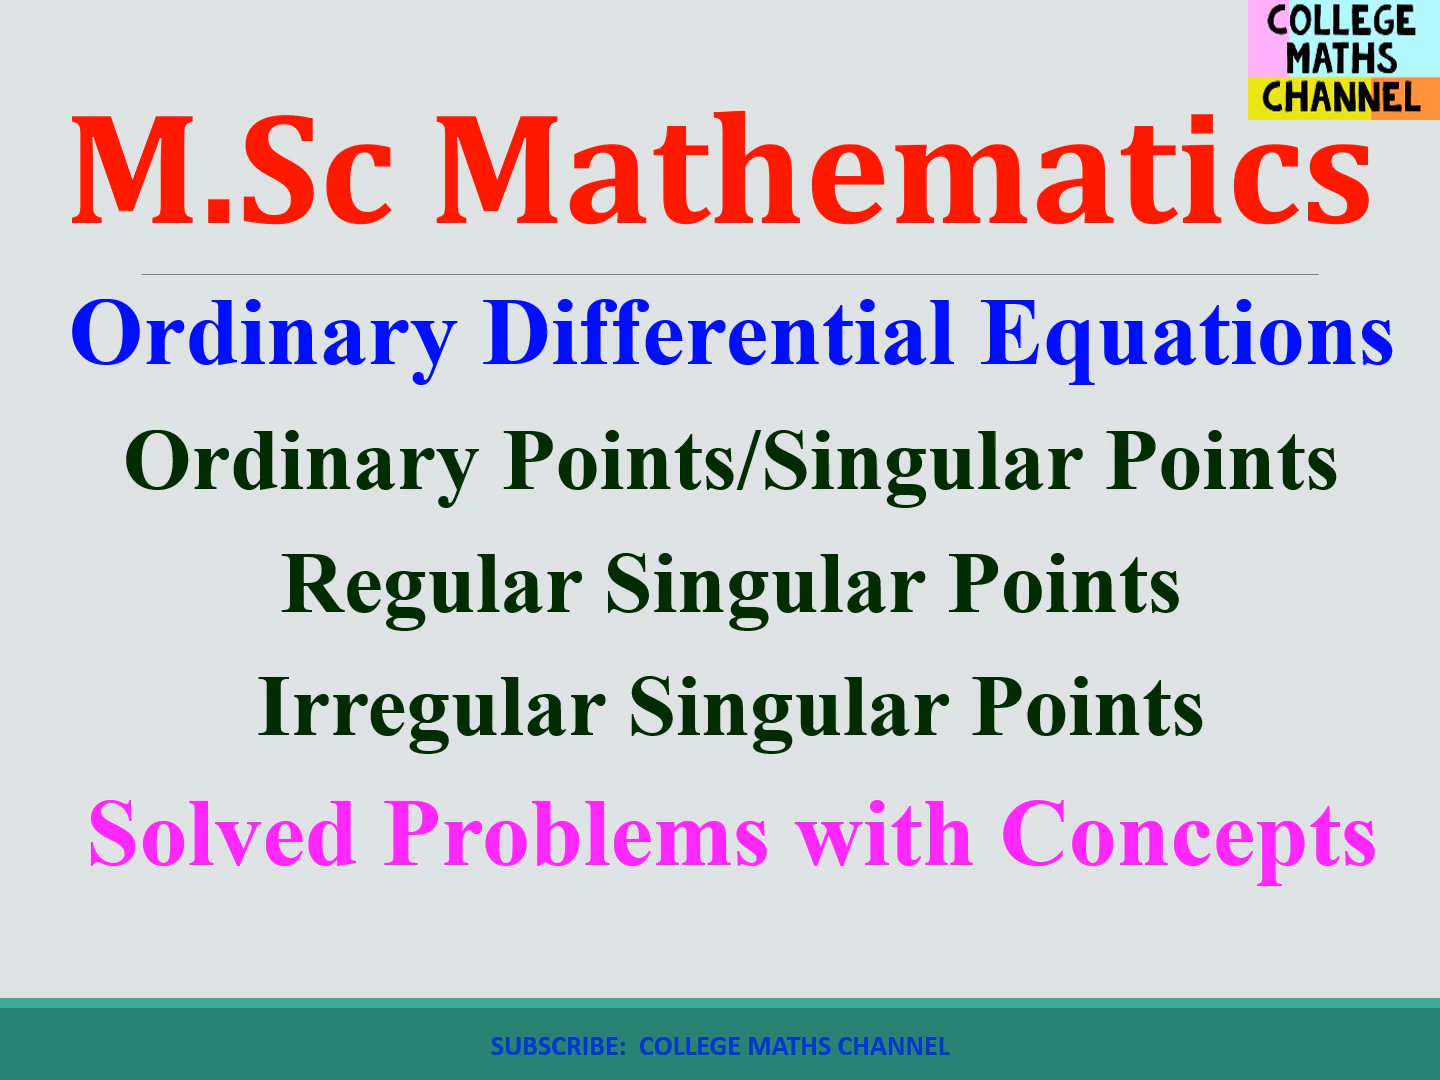 COLLEGE
MATHS
CHANNEL
M.Sc Mathematics
Ordinary Differential Equations
Ordinary Points/Singular Points
Regular Singular Points
Irregular Singular Points
Solved Problems with Concepts
SUBSCRIBE: COLLEGE MATHS CHANNEL